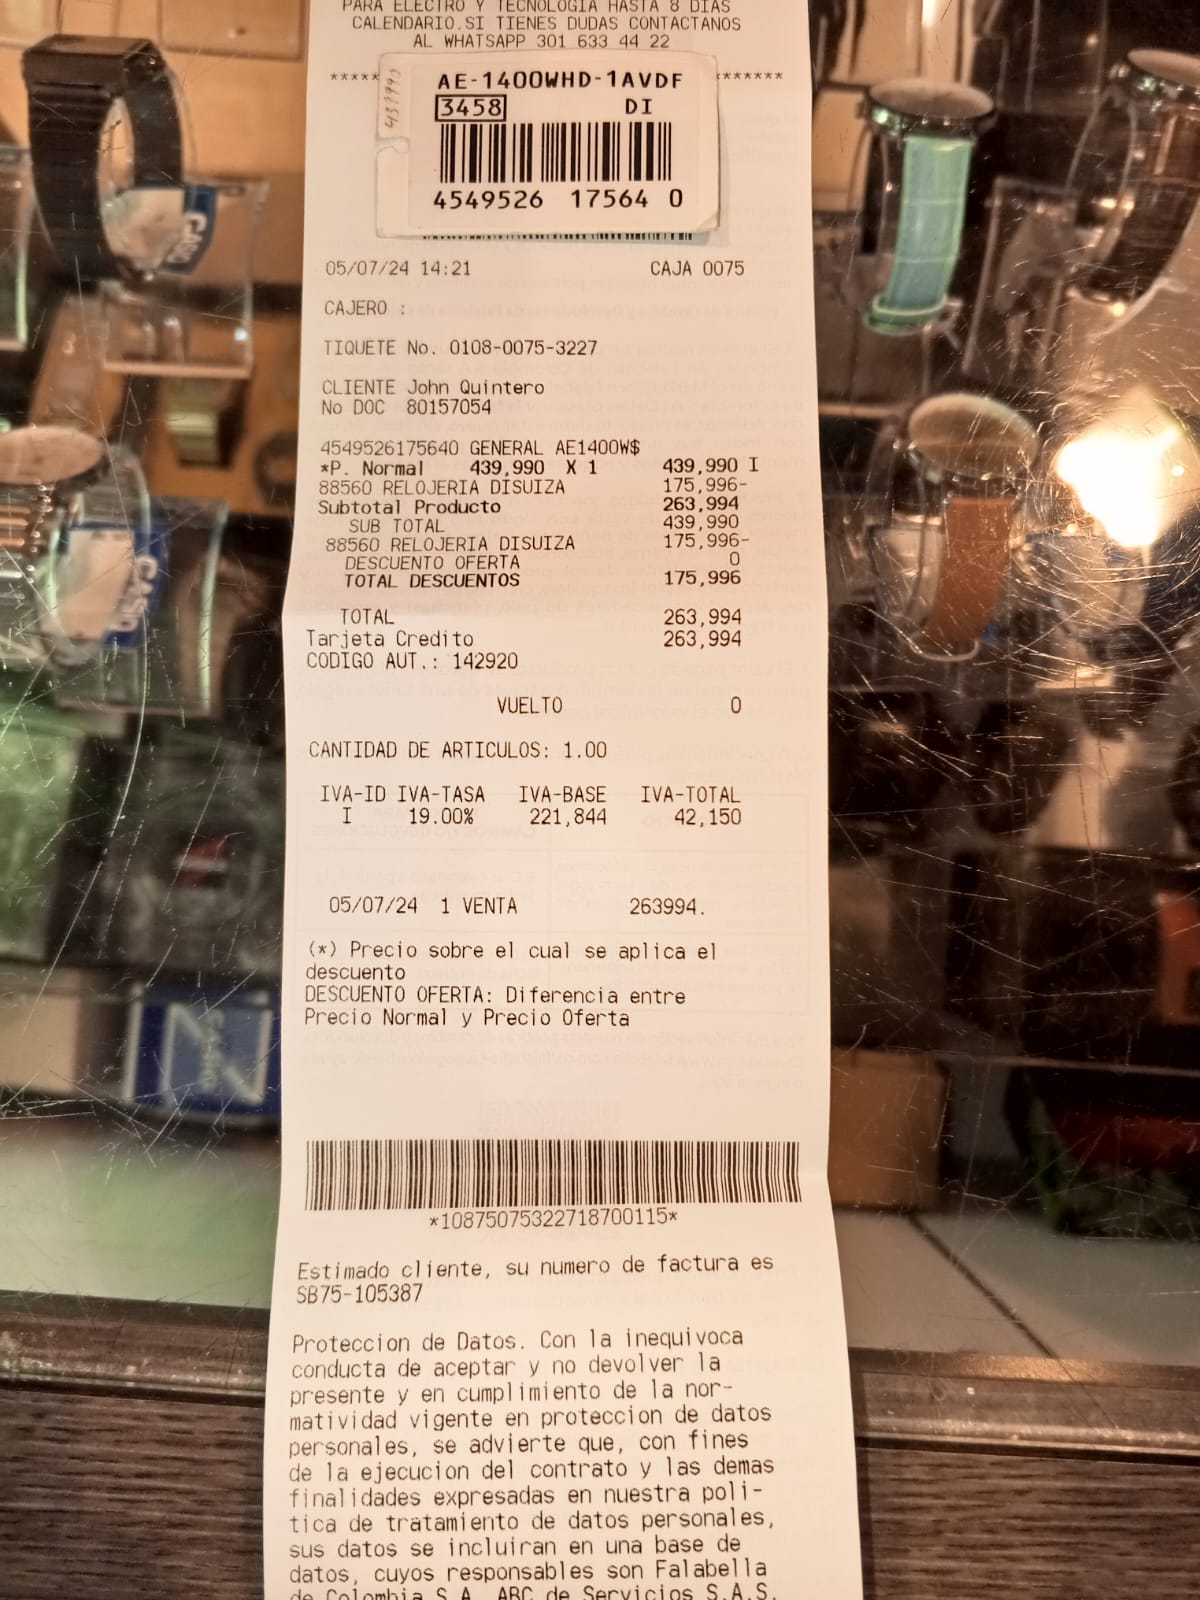 PARA ELECTRO Y TECNOLOGIA HASTA 8 DIAS
CALENDARIO.SI TIENES DUDAS CONTACTANOS
AL WHATSAPP 301 633 44 22
AE-1400WHD-1AVDF
3458 DI
4549526 17564 0
05/07/24 14:21 CAJA 0075
CAJERO :
TIQUETE No. 0108-0075-3227
CLIENTE John Quintero
No DOC 80157054
4549526175640 GENERAL AE1400W$
*P. Normal 439,990 X 1 439,990 I
88560 RELOJERIA DISUIZA 175,996-
Subtotal Producto 263,994
SUB TOTAL 439,990
88560 RELOJERIA DISUIZA 175,996-
DESCUENTO OFERTA 0
TOTAL DESCUENTOS 175,996
TOTAL 263,994
Tarjeta Credito 263,994
CODIGO AUT.: 142920
VUELTO 0
CANTIDAD DE ARTICULOS: 1.00
IVA-ID IVA-TASA IVA-BASE IVA-TOTAL
I 19.00% 221,844 42,150
05/07/24 1 VENTA 263994.
(*) Precio sobre el cual se aplica el
descuento
DESCUENTO OFERTA: Diferencia entre
Precio Normal y Precio Oferta
*10875075322718700115*
Estimado cliente, su numero de factura es
SB75-105387
Proteccion de Datos. Con la inequivoca
conducta de aceptar y no devolver la
presente y en cumplimiento de la nor-
matividad vigente en proteccion de datos
personales, se advierte que, con fines
de la ejecucion del contrato y las demas
finalidades expresadas en nuestra poli-
tica de tratamiento de datos personales,
sus datos se incluiran en una base de
datos, cuyos responsables son Falabella
de Colombia S.A. ABC de Servicios S.A.S.
CASIO
CASIO